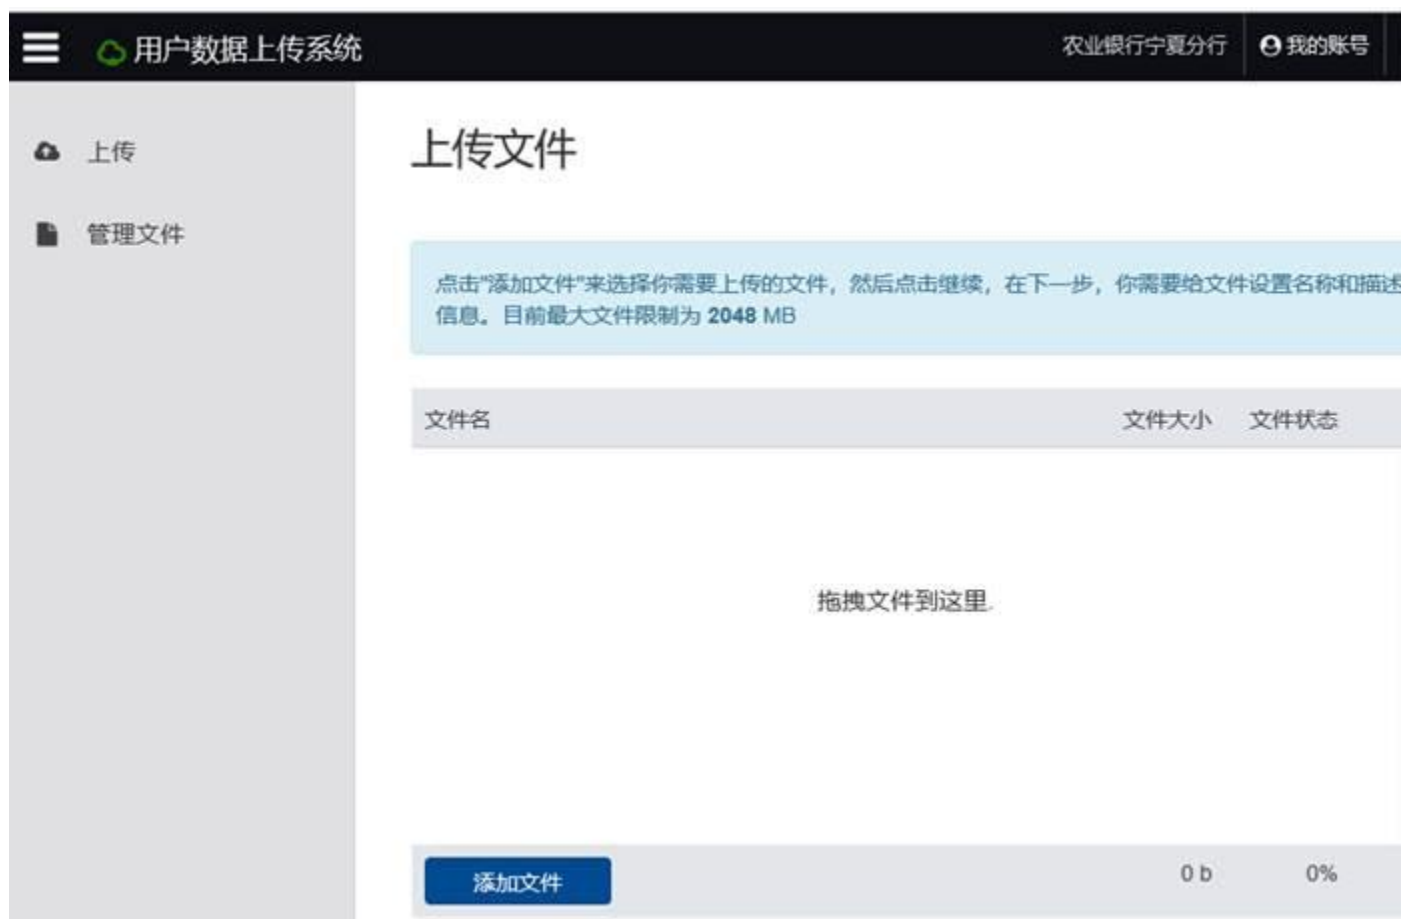 用户数据上传系统 农业银行宁夏分行 我的账号
上传
管理文件
上传文件
点击"添加文件"来选择你需要上传的文件，然后点击继续，在下一步，你需要给文件设置名称和描述
信息。目前最大文件限制为 2048 MB
文件名 文件大小 文件状态
拖拽文件到这里.
添加文件 0 b 0%